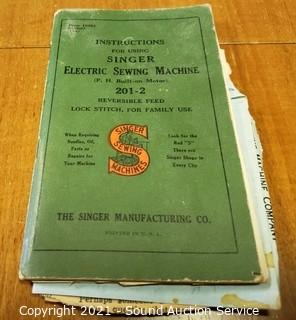 INSTRUCTIONS
FOR USING
SINGER
ELECTRIC SEWING MACHINE
(P. H. Built-on Motor)
201-2
REVERSIBLE FEED
LOCK STITCH, FOR FAMILY USE
When Requiring
Needles, Oil,
Parts or
Repairs for
Your Machine
SINGER
SEWING
MACHINES
Look for the
Red "S"
There are
Singer Shops in
Every City
THE SINGER MANUFACTURING CO.
PRINTED IN U. S. A.
COMPANY
Perhaps
Copyright 2021 - Sound Auction Service